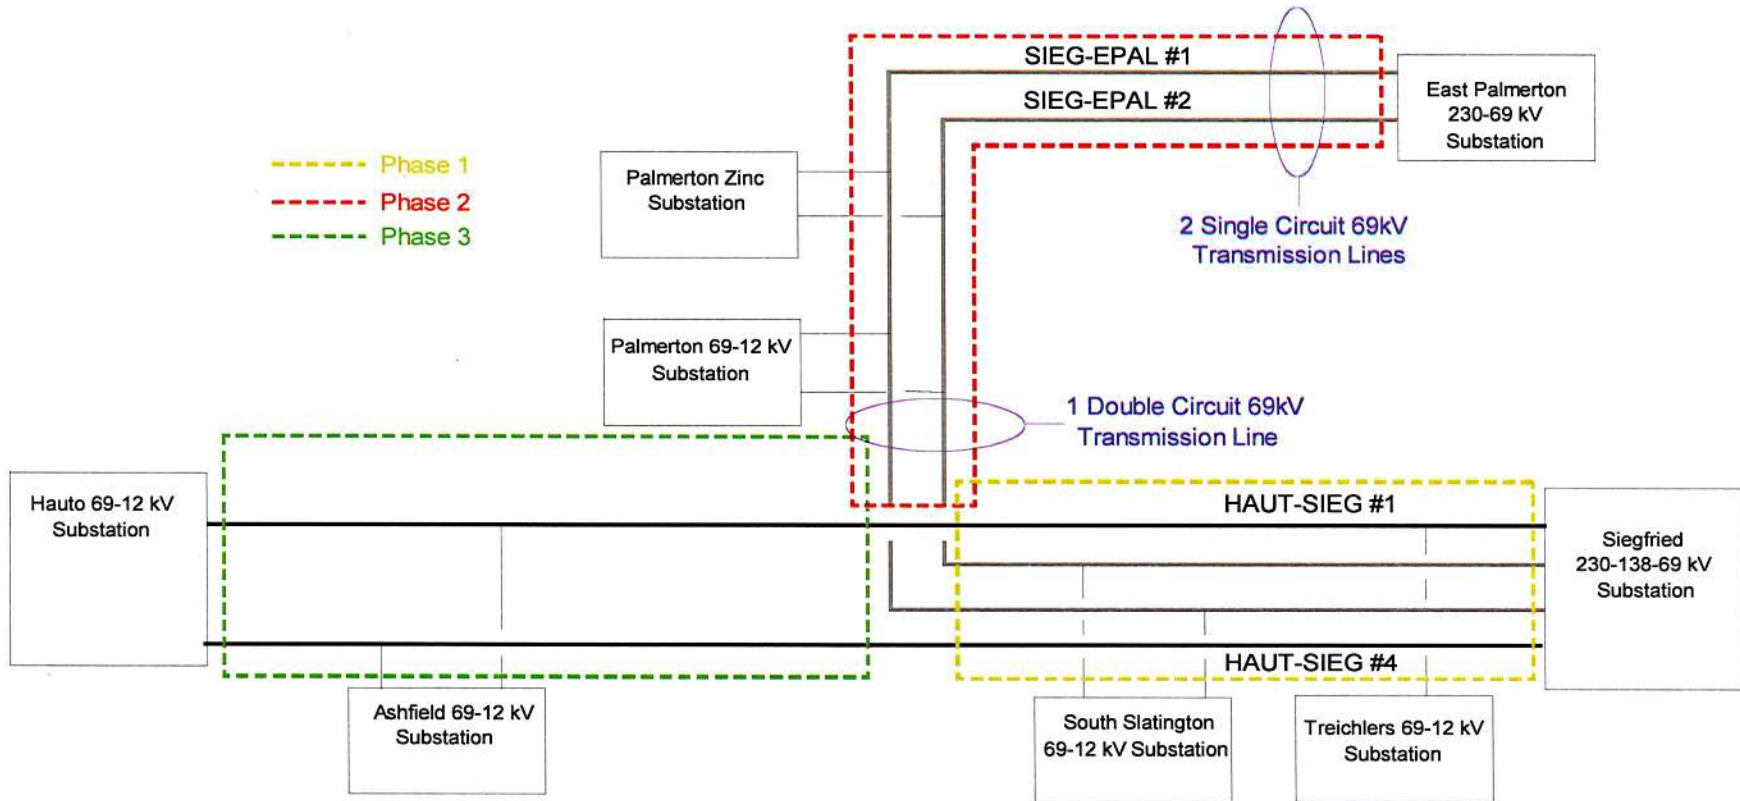 SIEG-EPAL #1
SIEG-EPAL #2
East Palmerton
230-69 kV
Substation
Phase 1
Phase 2
Phase 3
Palmerton Zinc
Substation
2 Single Circuit 69kV
Transmission Lines
Palmerton 69-12 kV
Substation
1 Double Circuit 69kV
Transmission Line
Hauto 69-12 kV
Substation
HAUT-SIEG #1
Siegfried
230-138-69 kV
Substation
HAUT-SIEG #4
Ashfield 69-12 kV
Substation
South Slatington
69-12 kV Substation
Treichlers 69-12 kV
Substation